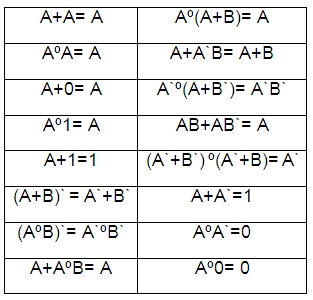 A+A= A
Aº(A+B)= A
AºA= A
A+A`B= A+B
A+0= A
A`º(A+B`)= A`B`
Aº1= A
AB+AB`= A
A+1=1
(A`+B`) º(A`+B)= A`
(A+B)` = A`+B`
A+A`=1
(AºB)`= A`ºB`
AºA`=0
A+AºB= A
Aº0= 0